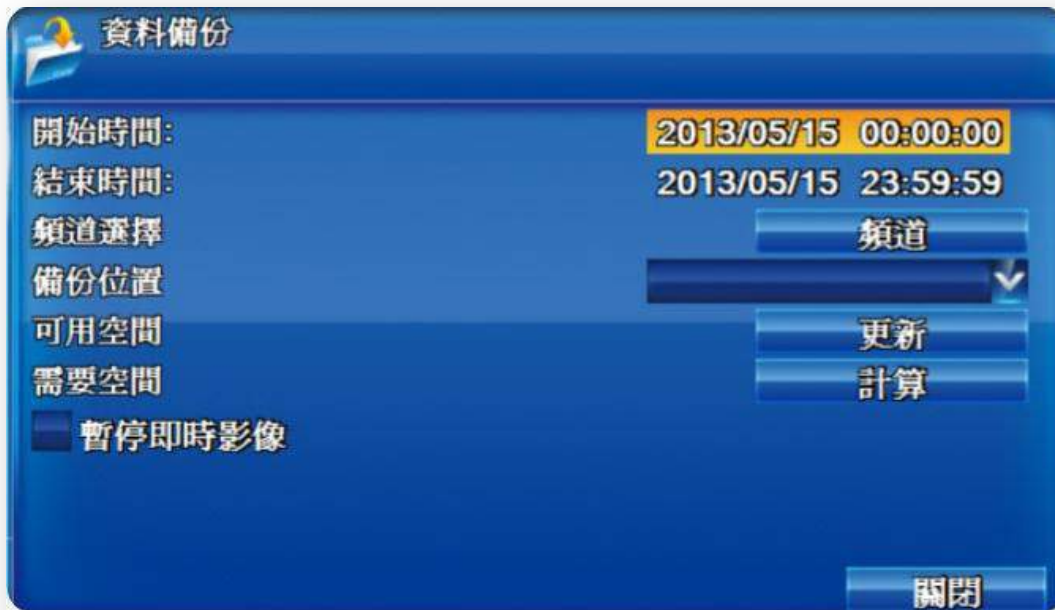 資料備份
開始時間: 2013/05/15 00:00:00
結束時間: 2013/05/15 23:59:59
頻道選擇 頻道
備份位置
可用空間 更新
需要空間 計算
暫停即時影像
關閉